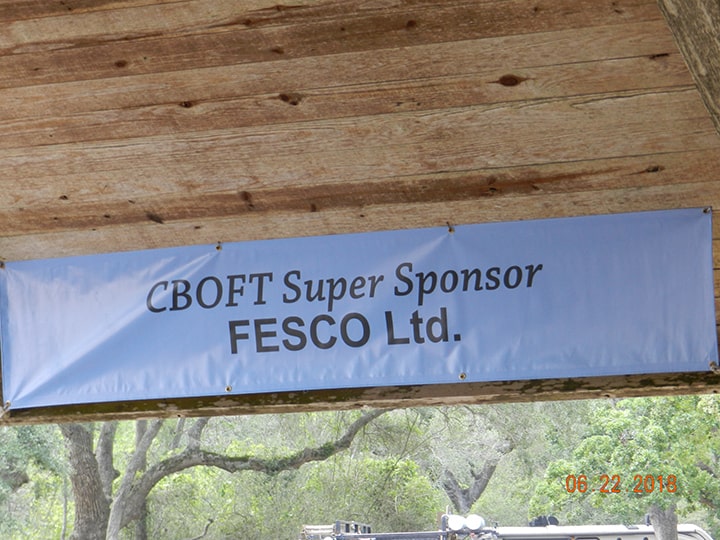 CBOFT Super Sponsor
FESCO Ltd.
06 22 2018